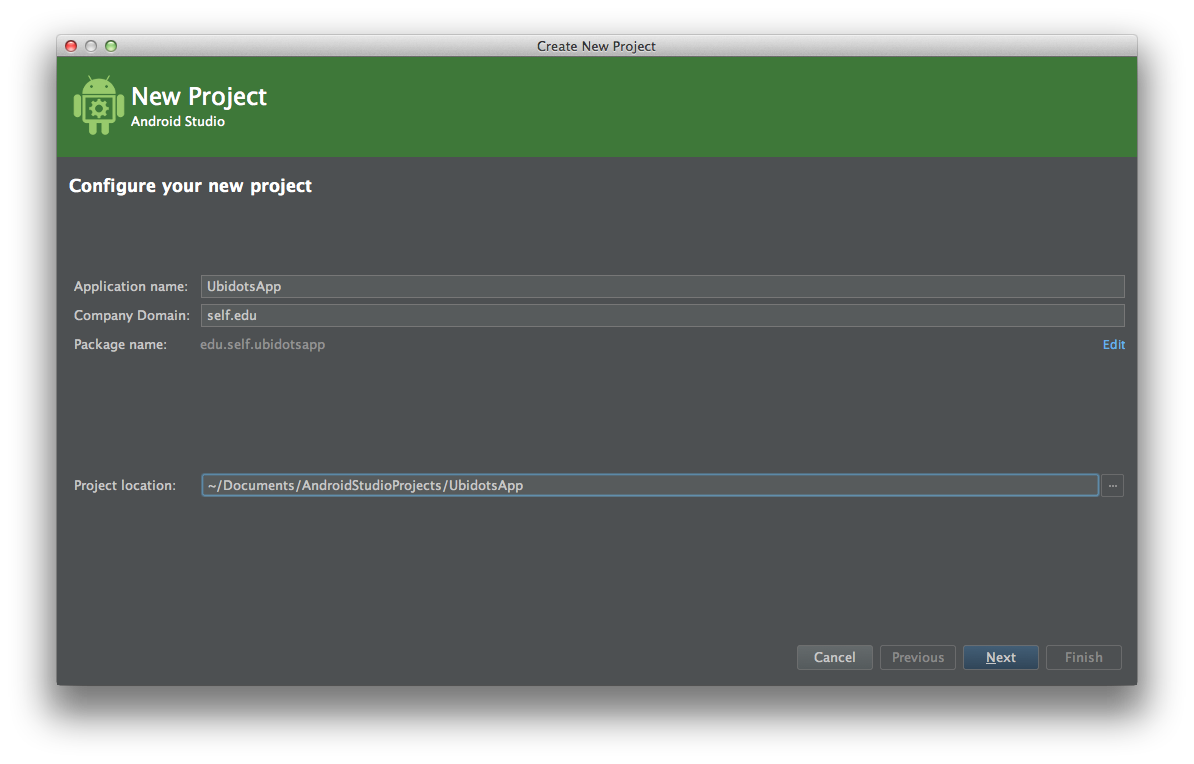 Create New Project
New Project
Android Studio
Configure your new project
Application name: UbidotsApp
Company Domain: self.edu
Package name: edu.self.ubidotsapp Edit
Project location: ~/Documents/AndroidStudioProjects/UbidotsApp ...
Cancel Previous Next Finish